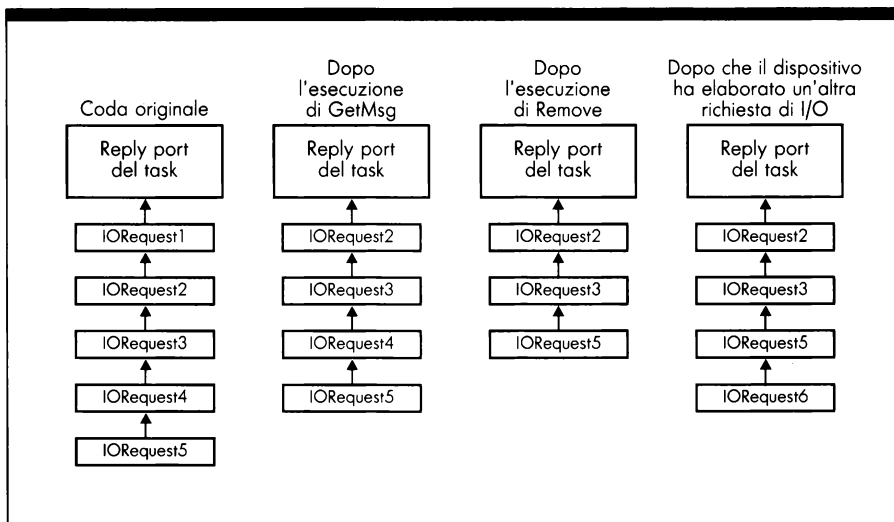 Coda originale
Reply port
del task
IORequest1
IORequest2
IORequest3
IORequest4
IORequest5
Dopo
l'esecuzione
di GetMsg
Reply port
del task
IORequest2
IORequest3
IORequest4
IORequest5
Dopo
l'esecuzione
di Remove
Reply port
del task
IORequest2
IORequest3
IORequest5
Dopo che il dispositivo
ha elaborato un'altra
richiesta di I/O
Reply port
del task
IORequest2
IORequest3
IORequest5
IORequest6